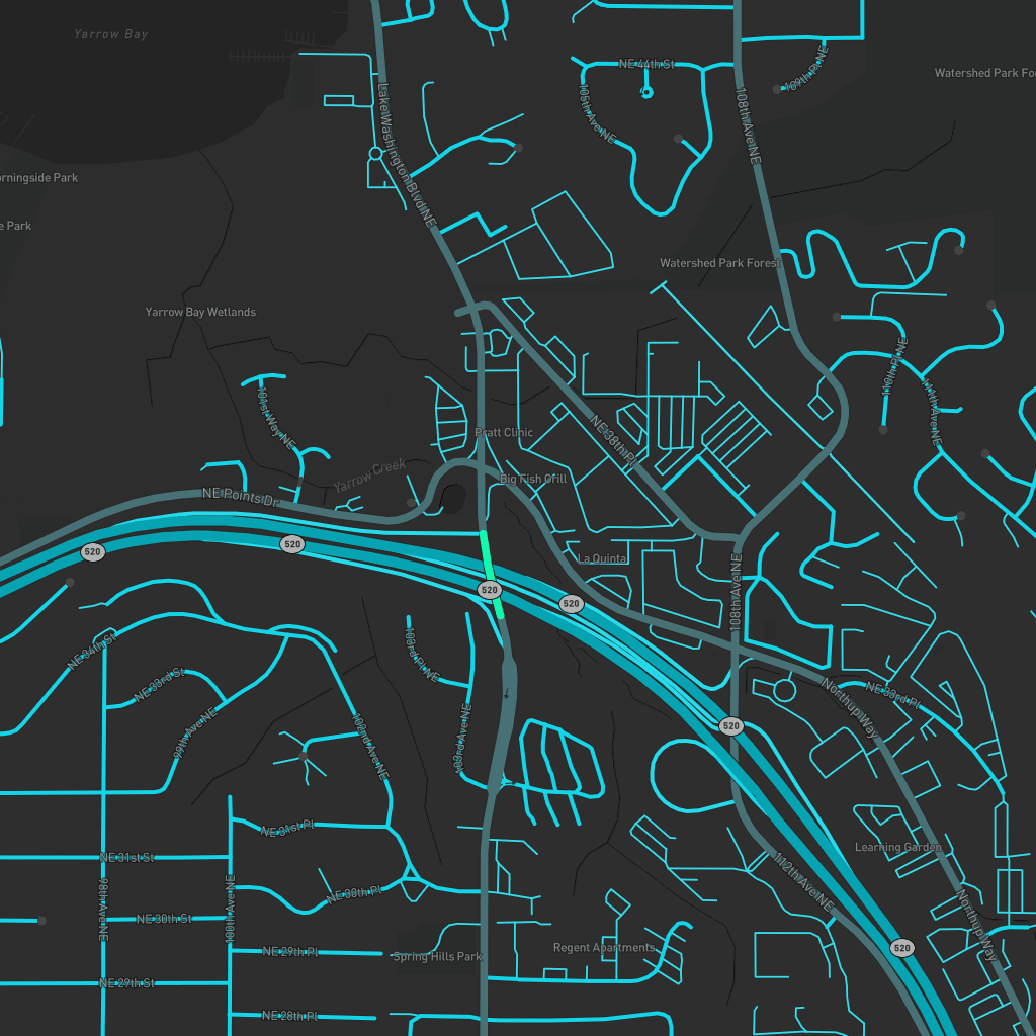 Yarrow Bay
NE 44th St
109th Pl NE
Watershed Park Fo
Lake Washington Blvd NE
105th Ave NE
108th Ave NE
orningside Park
e Park
Watershed Park Forest
Yarrow Bay Wetlands
110th Pl NE
111th Ave NE
101st Way NE
Pratt Clinic
NE 38th Pl
Yarrow Creek
Big Fish Grill
NE Points Dr
520
520
La Quinta
520
520
108th Ave NE
NE 34th St
103rd Pl NE
NE 33rd St
NE 33rd Pl
Northup Way
99th Ave NE
102nd Ave NE
103rd Ave NE
520
NE 31st Pl
NE 31st St
Learning Garden
112th Ave NE
98th Ave NE
100th Ave NE
NE 30th Pl
NE 30th St
Northup Way
NE 29th Pl
Spring Hills Park
Regent Apartments
520
NE 29th St
NE 28th Pl